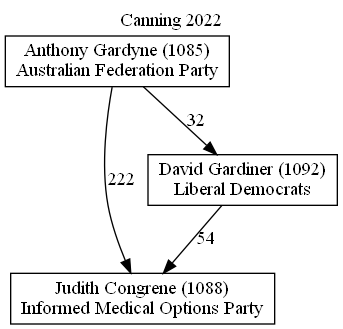 Canning 2022
Anthony Gardyne (1085)
Australian Federation Party
32
David Gardiner (1092)
Liberal Democrats
222
54
Judith Congrene (1088)
Informed Medical Options Party